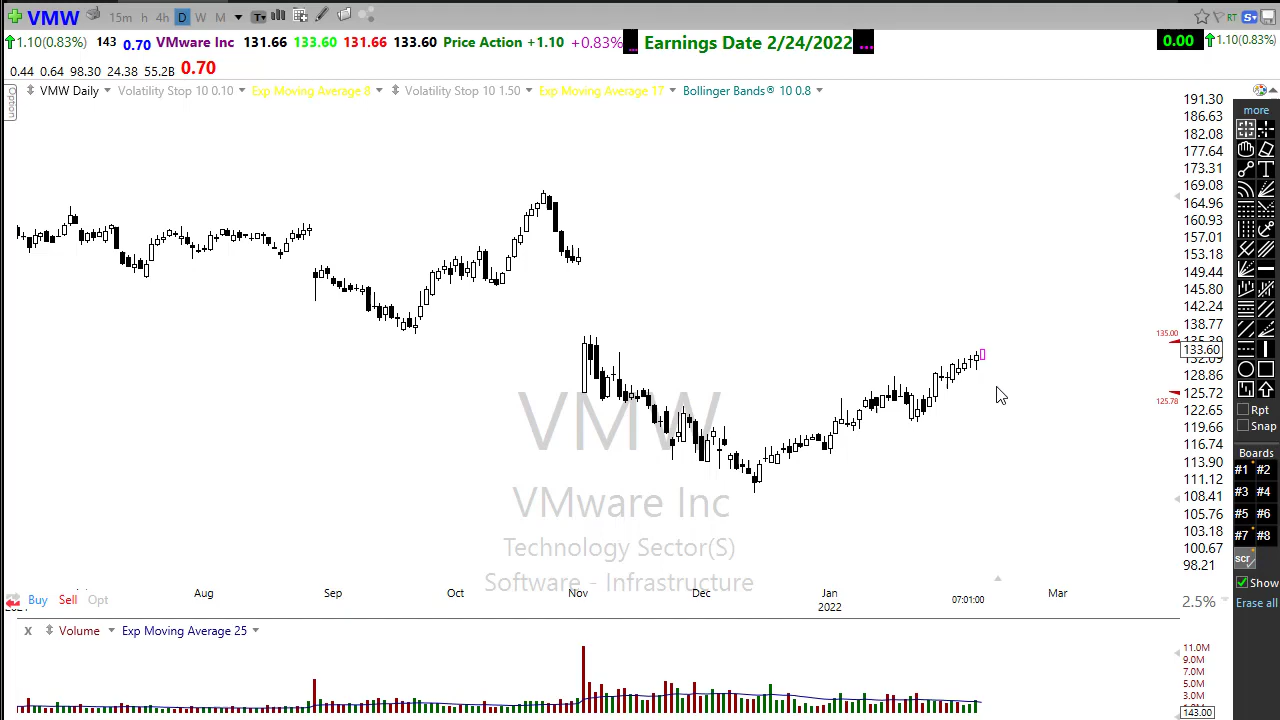 VMW 15m h 4h D W M T RT S
1.10(0.83%) 143 0.70 VMware Inc 131.66 133.60 131.66 133.60 Price Action +1.10 +0.83% ... Earnings Date 2/24/2022 ... 0.00 1.10(0.83%)
0.44 0.64 98.30 24.38 55.2B 0.70
Option
VMW Daily Volatility Stop 10 0.10 Exp Moving Average 8 Volatility Stop 10 1.50 Exp Moving Average 17 Bollinger Bands® 10 0.8
191.30
186.63
182.08
177.64
173.31
169.08
164.96
160.93
157.01
153.18
149.44
145.80
142.24
138.77
135.00
133.60
128.86
125.72
125.78
122.65
119.66
116.74
113.90
111.12
108.41
105.76
103.18
100.67
98.21
2.5%
more
T
Rpt
Snap
Boards
#1 #2
#3 #4
#5 #6
#7 #8
scr
Show
Erase all
VMW
VMware Inc
Technology Sector(S)
Software - Infrastructure
Buy Sell Opt
Aug Sep Oct Nov Dec Jan 2022 07:01:00 Mar
X Volume Exp Moving Average 25
11.0M
9.0M
7.0M
5.0M
3.0M
143.00